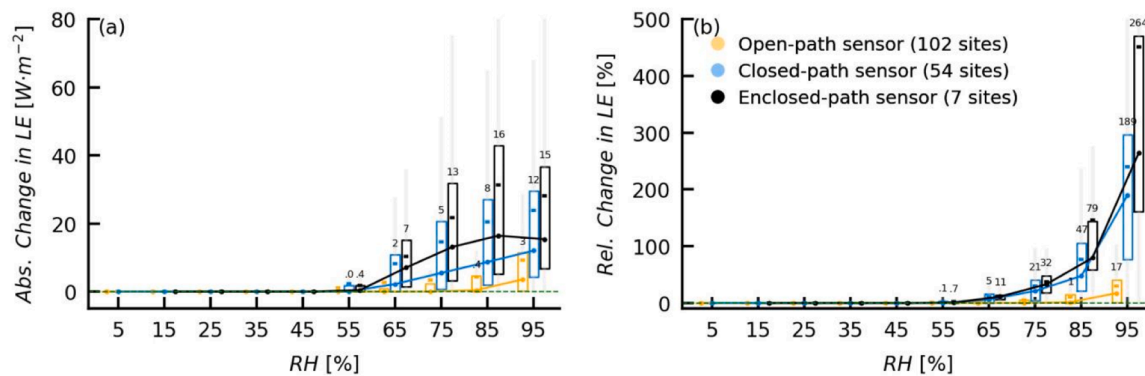 (a)
Abs. Change in LE [W·m⁻²]
80
60
40
20
0
.0 .4
2 7
5 13
8 16
.4
12 15
3
5 15 25 35 45 55 65 75 85 95
RH [%]
(b)
Open-path sensor (102 sites)
Closed-path sensor (54 sites)
Enclosed-path sensor (7 sites)
Rel. Change in LE [%]
500
400
300
200
100
0
.1 .7
5 11
21 32
47 79
1
189 264
17
5 15 25 35 45 55 65 75 85 95
RH [%]